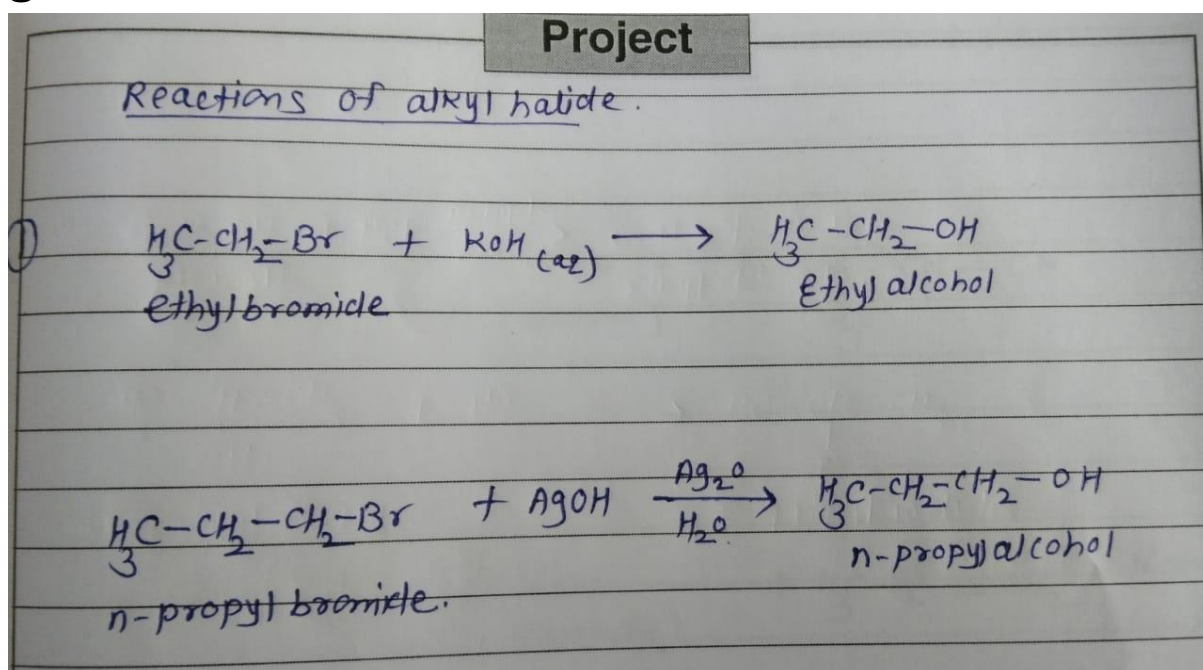 Project
Reactions of alkyl halide.
① H₃C-CH₂-Br + KOH (aq) ⟶ H₃C-CH₂-OH
Ethyl bromide Ethyl alcohol
H₃C-CH₂-CH₂-Br + AgOH Ag₂O/H₂O ⟶ H₃C-CH₂-CH₂-OH
n-propyl bromide. n-propyl alcohol